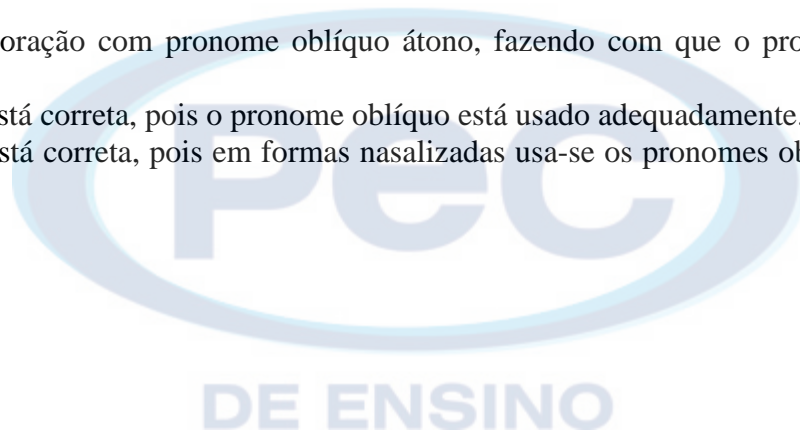 oração com pronome oblíquo átono, fazendo com que o pro
stá correta, pois o pronome oblíquo está usado adequadamente.
stá correta, pois em formas nasalizadas usa-se os pronomes ob
PeC
DE ENSINO